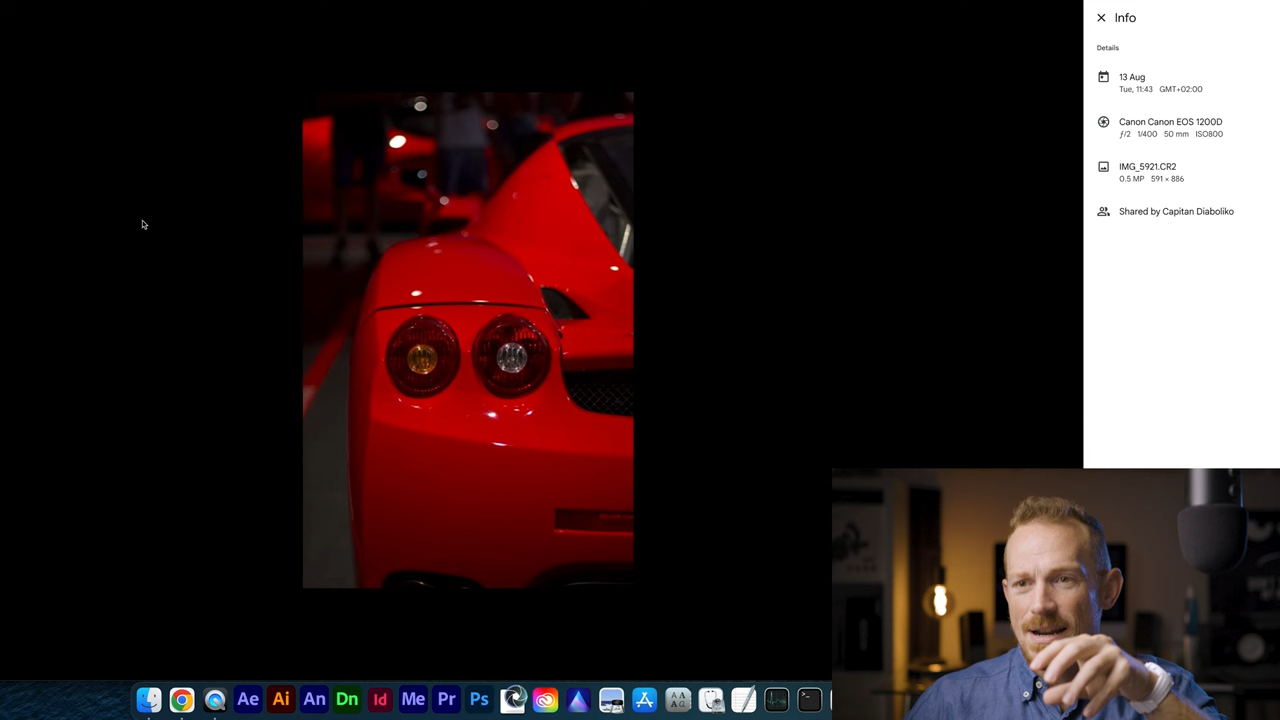 Info
Details
13 Aug
Tue, 11:43 GMT+02:00
Canon Canon EOS 1200D
ƒ/2 1/400 50 mm ISO800
IMG_5921.CR2
0.5 MP 591 × 886
Shared by Capitan Diaboliko
Ae Ai An Dn Id Me Pr Ps